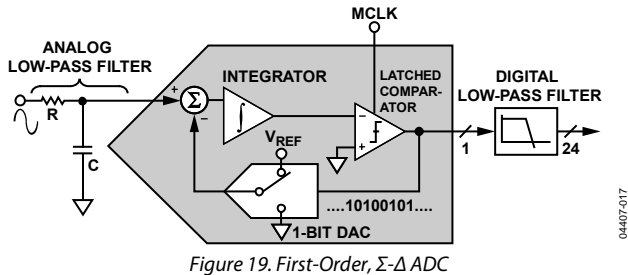 MCLK
ANALOG
LOW-PASS FILTER
INTEGRATOR
LATCHED
COMPAR-
ATOR
DIGITAL
LOW-PASS FILTER
+
Σ
–
R
∫
–
+
C
VREF
1
24
....10100101....
1-BIT DAC
04407-017
Figure 19. First-Order, Σ-Δ ADC